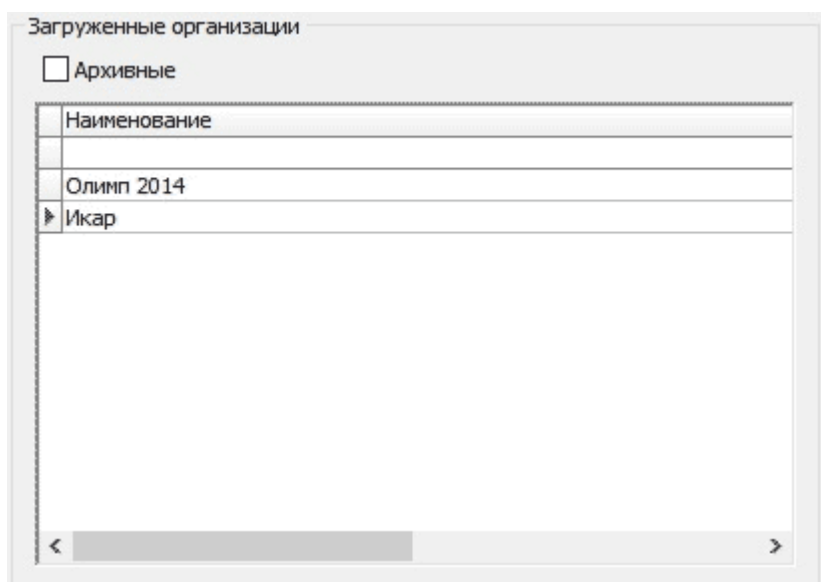 Загруженные организации
Архивные
Наименование
Олимп 2014
Икар